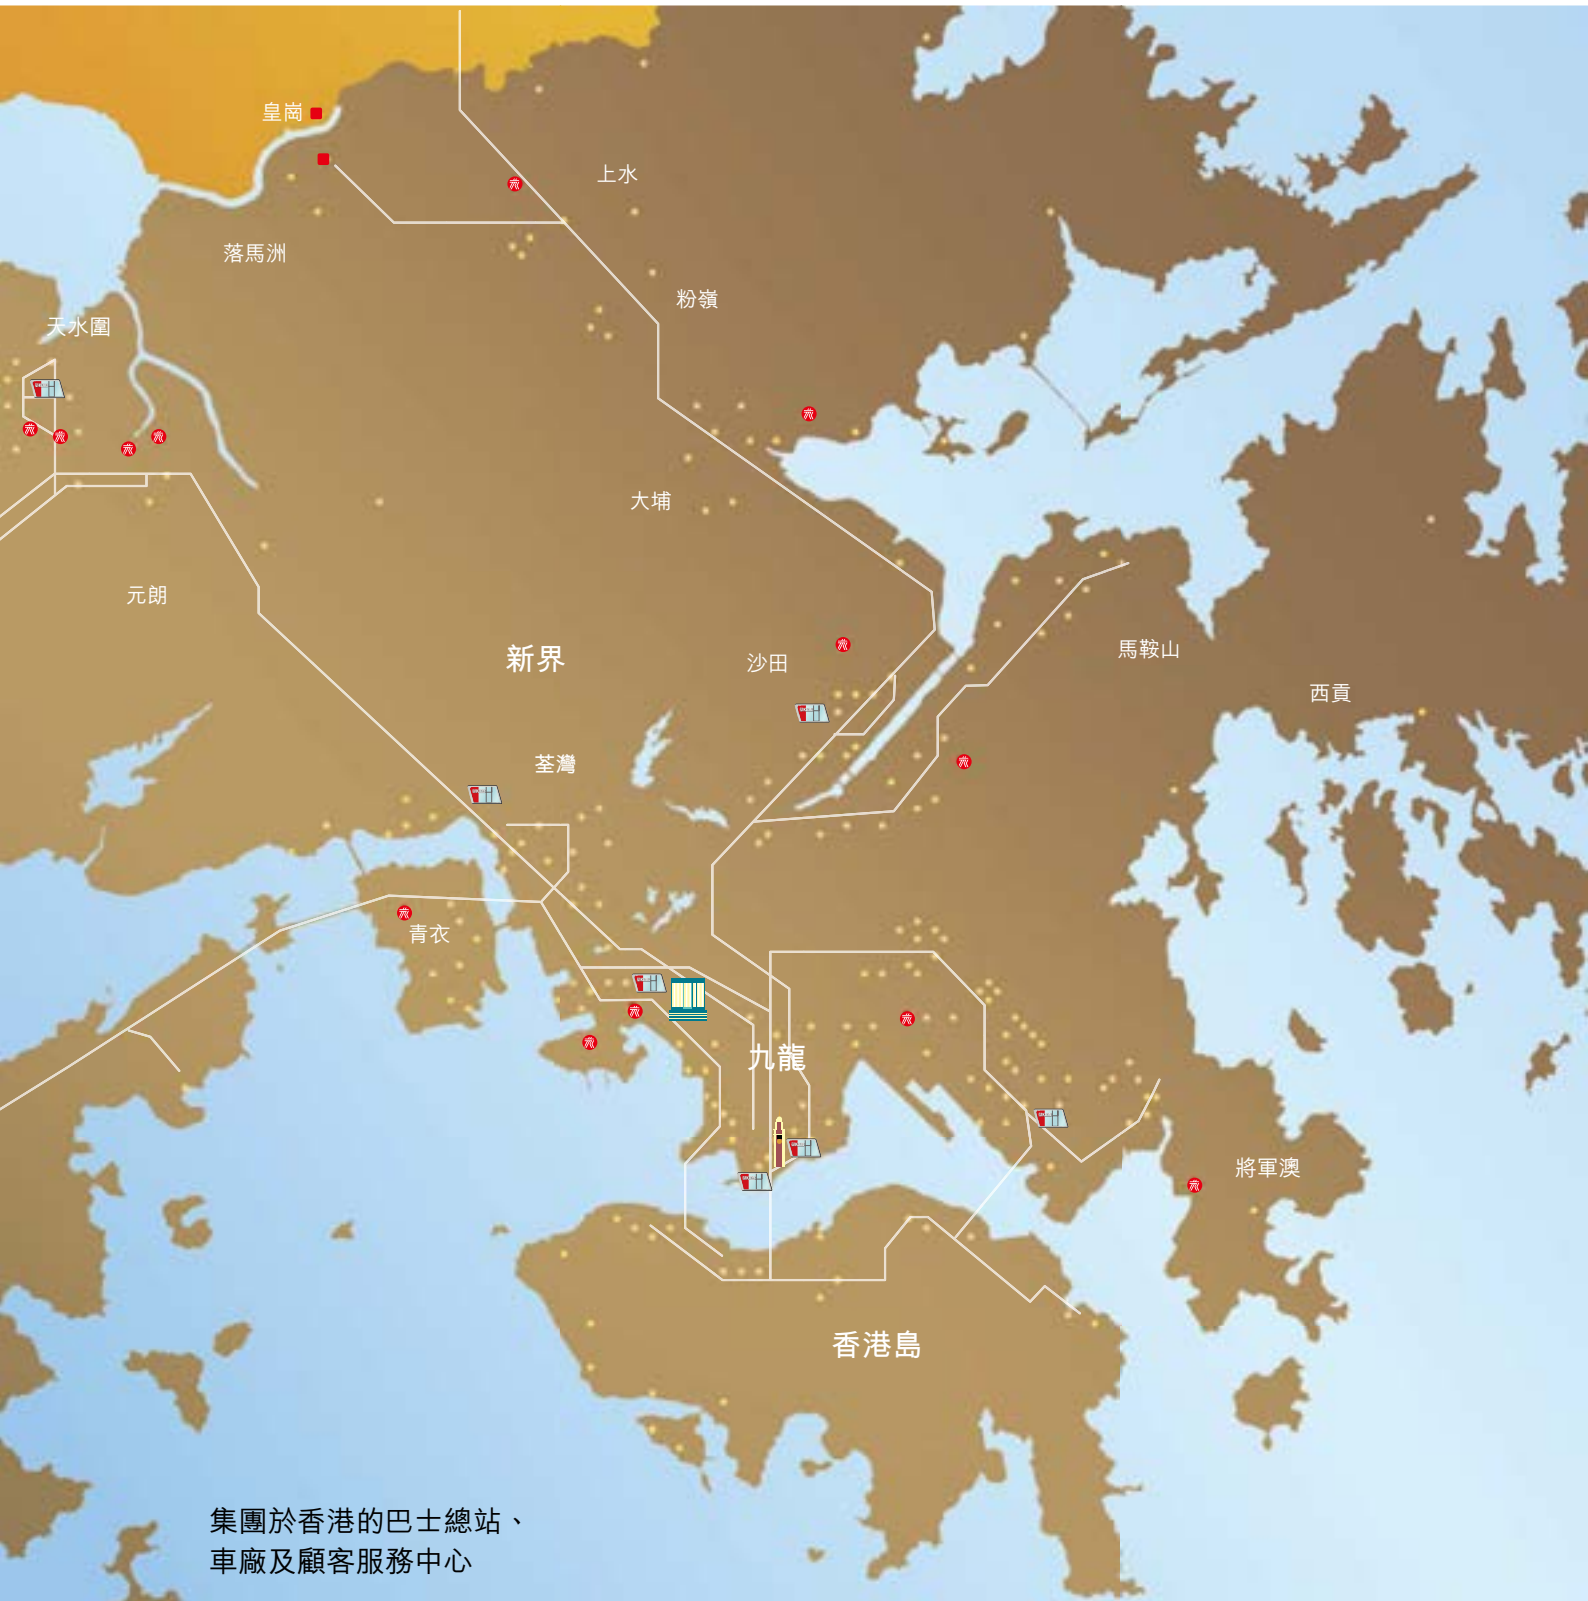 皇崗
上水
落馬洲
粉嶺
天水圍
大埔
元朗
新界
沙田
馬鞍山
西貢
荃灣
青衣
九龍
將軍澳
香港島
集團於香港的巴士總站、
車廠及顧客服務中心